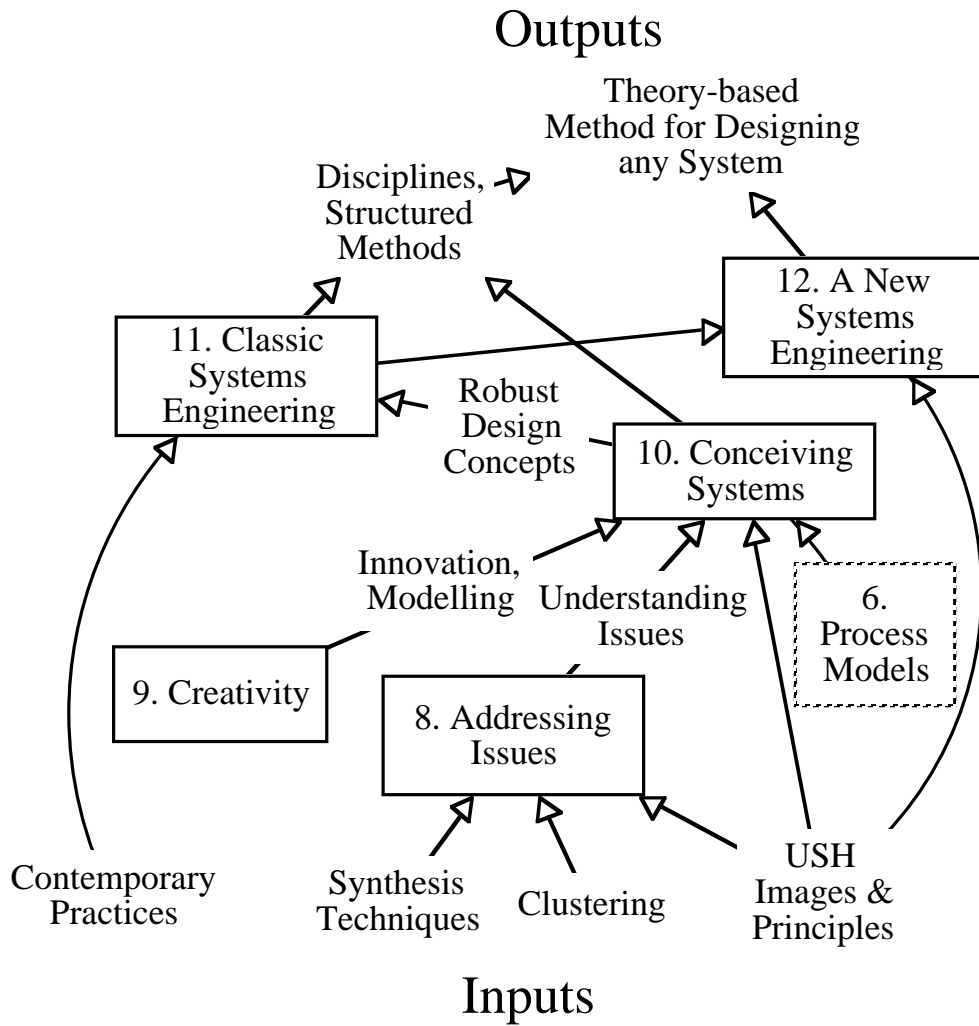 Outputs
Theory-based
Method for Designing
any System
Disciplines,
Structured
Methods
12. A New
Systems
Engineering
11. Classic
Systems
Engineering
Robust
Design
Concepts
10. Conceiving
Systems
Innovation,
Modelling
Understanding
Issues
6.
Process
Models
9. Creativity
8. Addressing
Issues
Contemporary
Practices
Synthesis
Techniques
Clustering
USH
Images &
Principles
Inputs